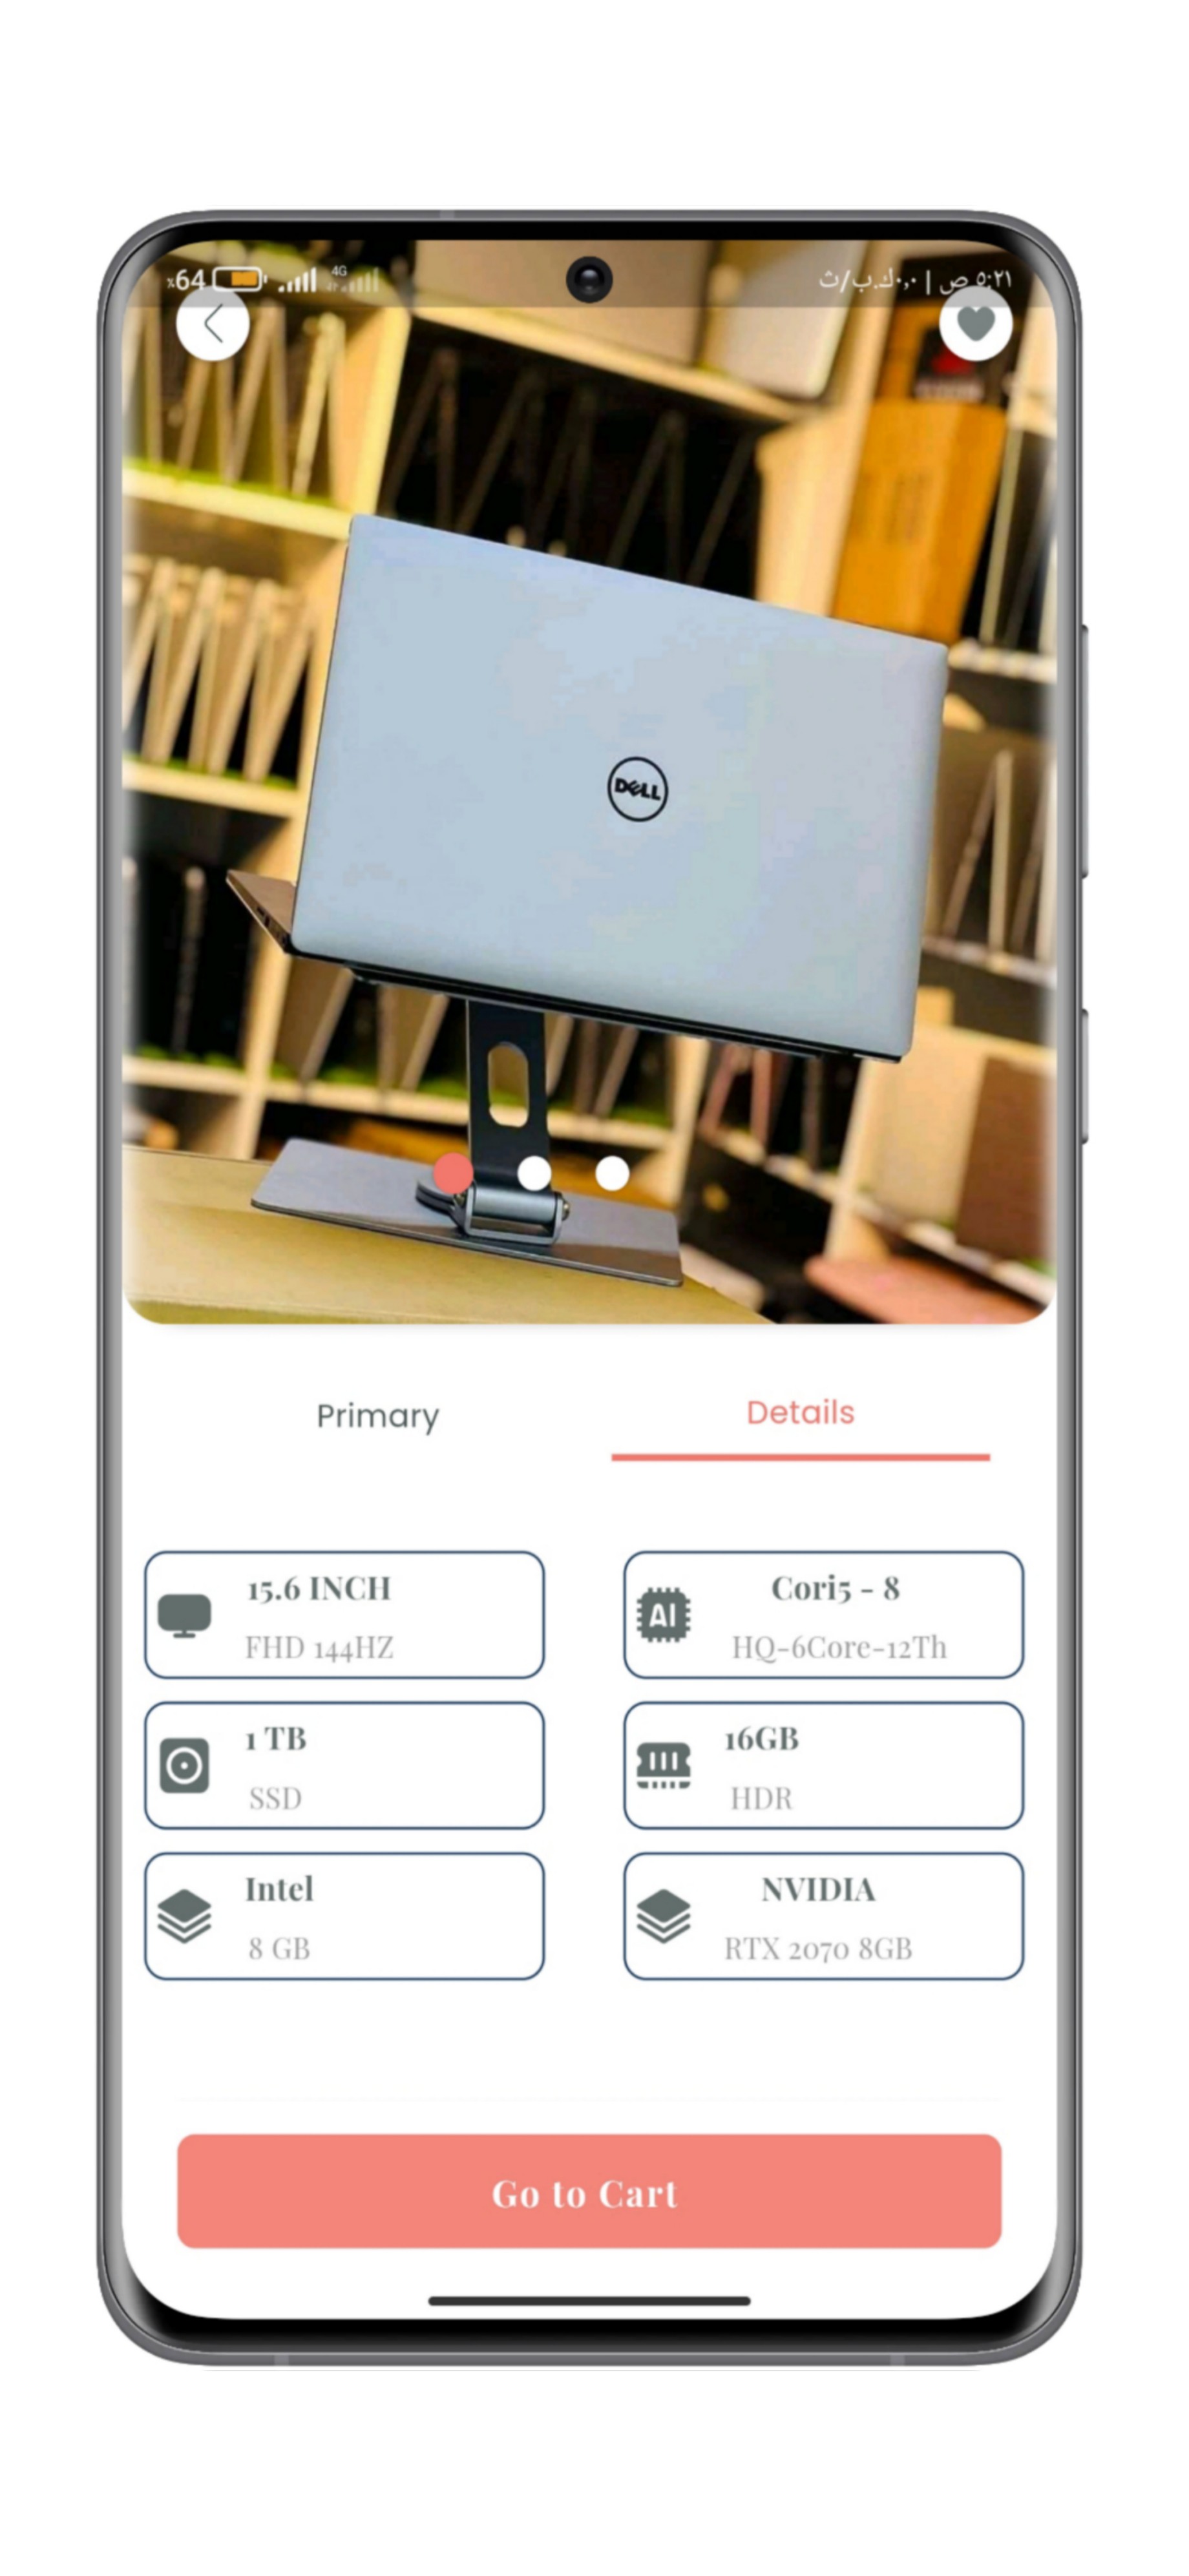 %64
4G
٥:٢١ ص | ٠,٠ك.ب/ث
DELL
Primary
Details
15.6 INCH
FHD 144HZ
Cori5 - 8
HQ-6Core-12Th
1 TB
SSD
16GB
HDR
Intel
8 GB
NVIDIA
RTX 2070 8GB
Go to Cart